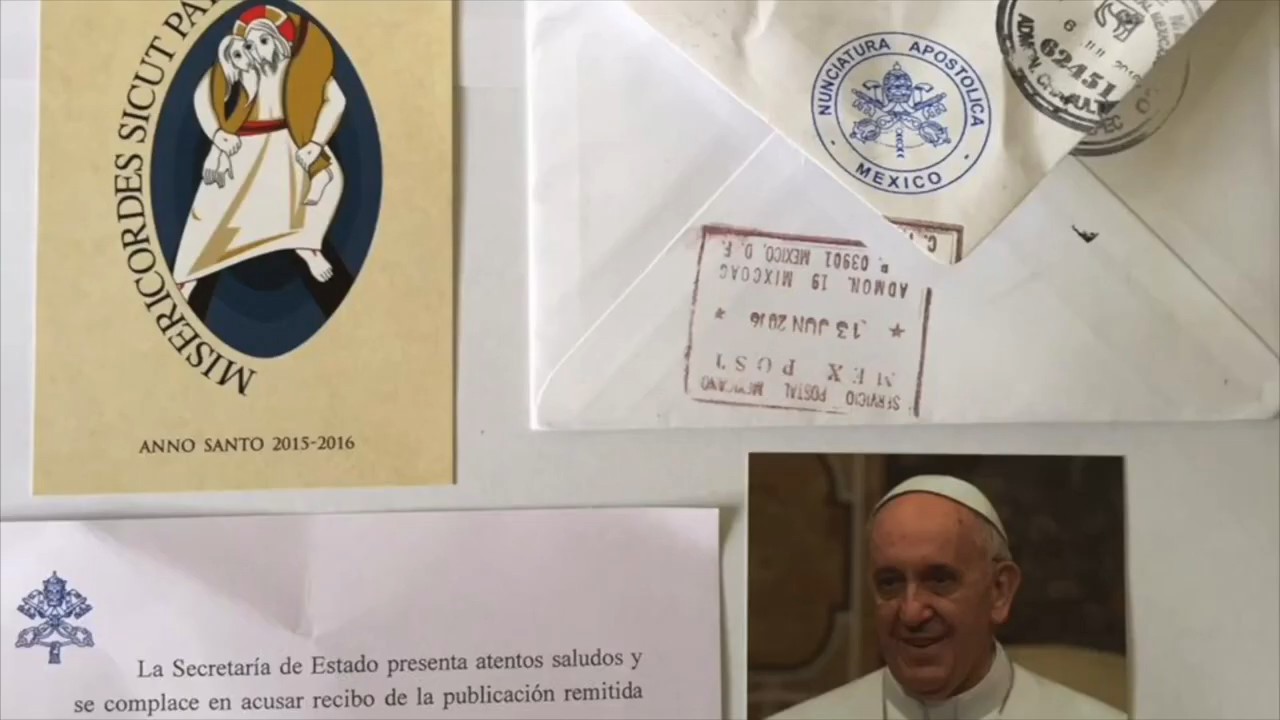 MISERICORDES SICUT PA
ANNO SANTO 2015-2016
NUNCIATURA APOSTOLICA
· MEXICO ·
62451
SERVICIO POSTAL MEXICANO
MEXPOST
★ 13 JUN 2016 ★
ADMON. 19 MIXCOAC
03901 MEXICO, D. F.
La Secretaría de Estado presenta atentos saludos y
se complace en acusar recibo de la publicación remitida